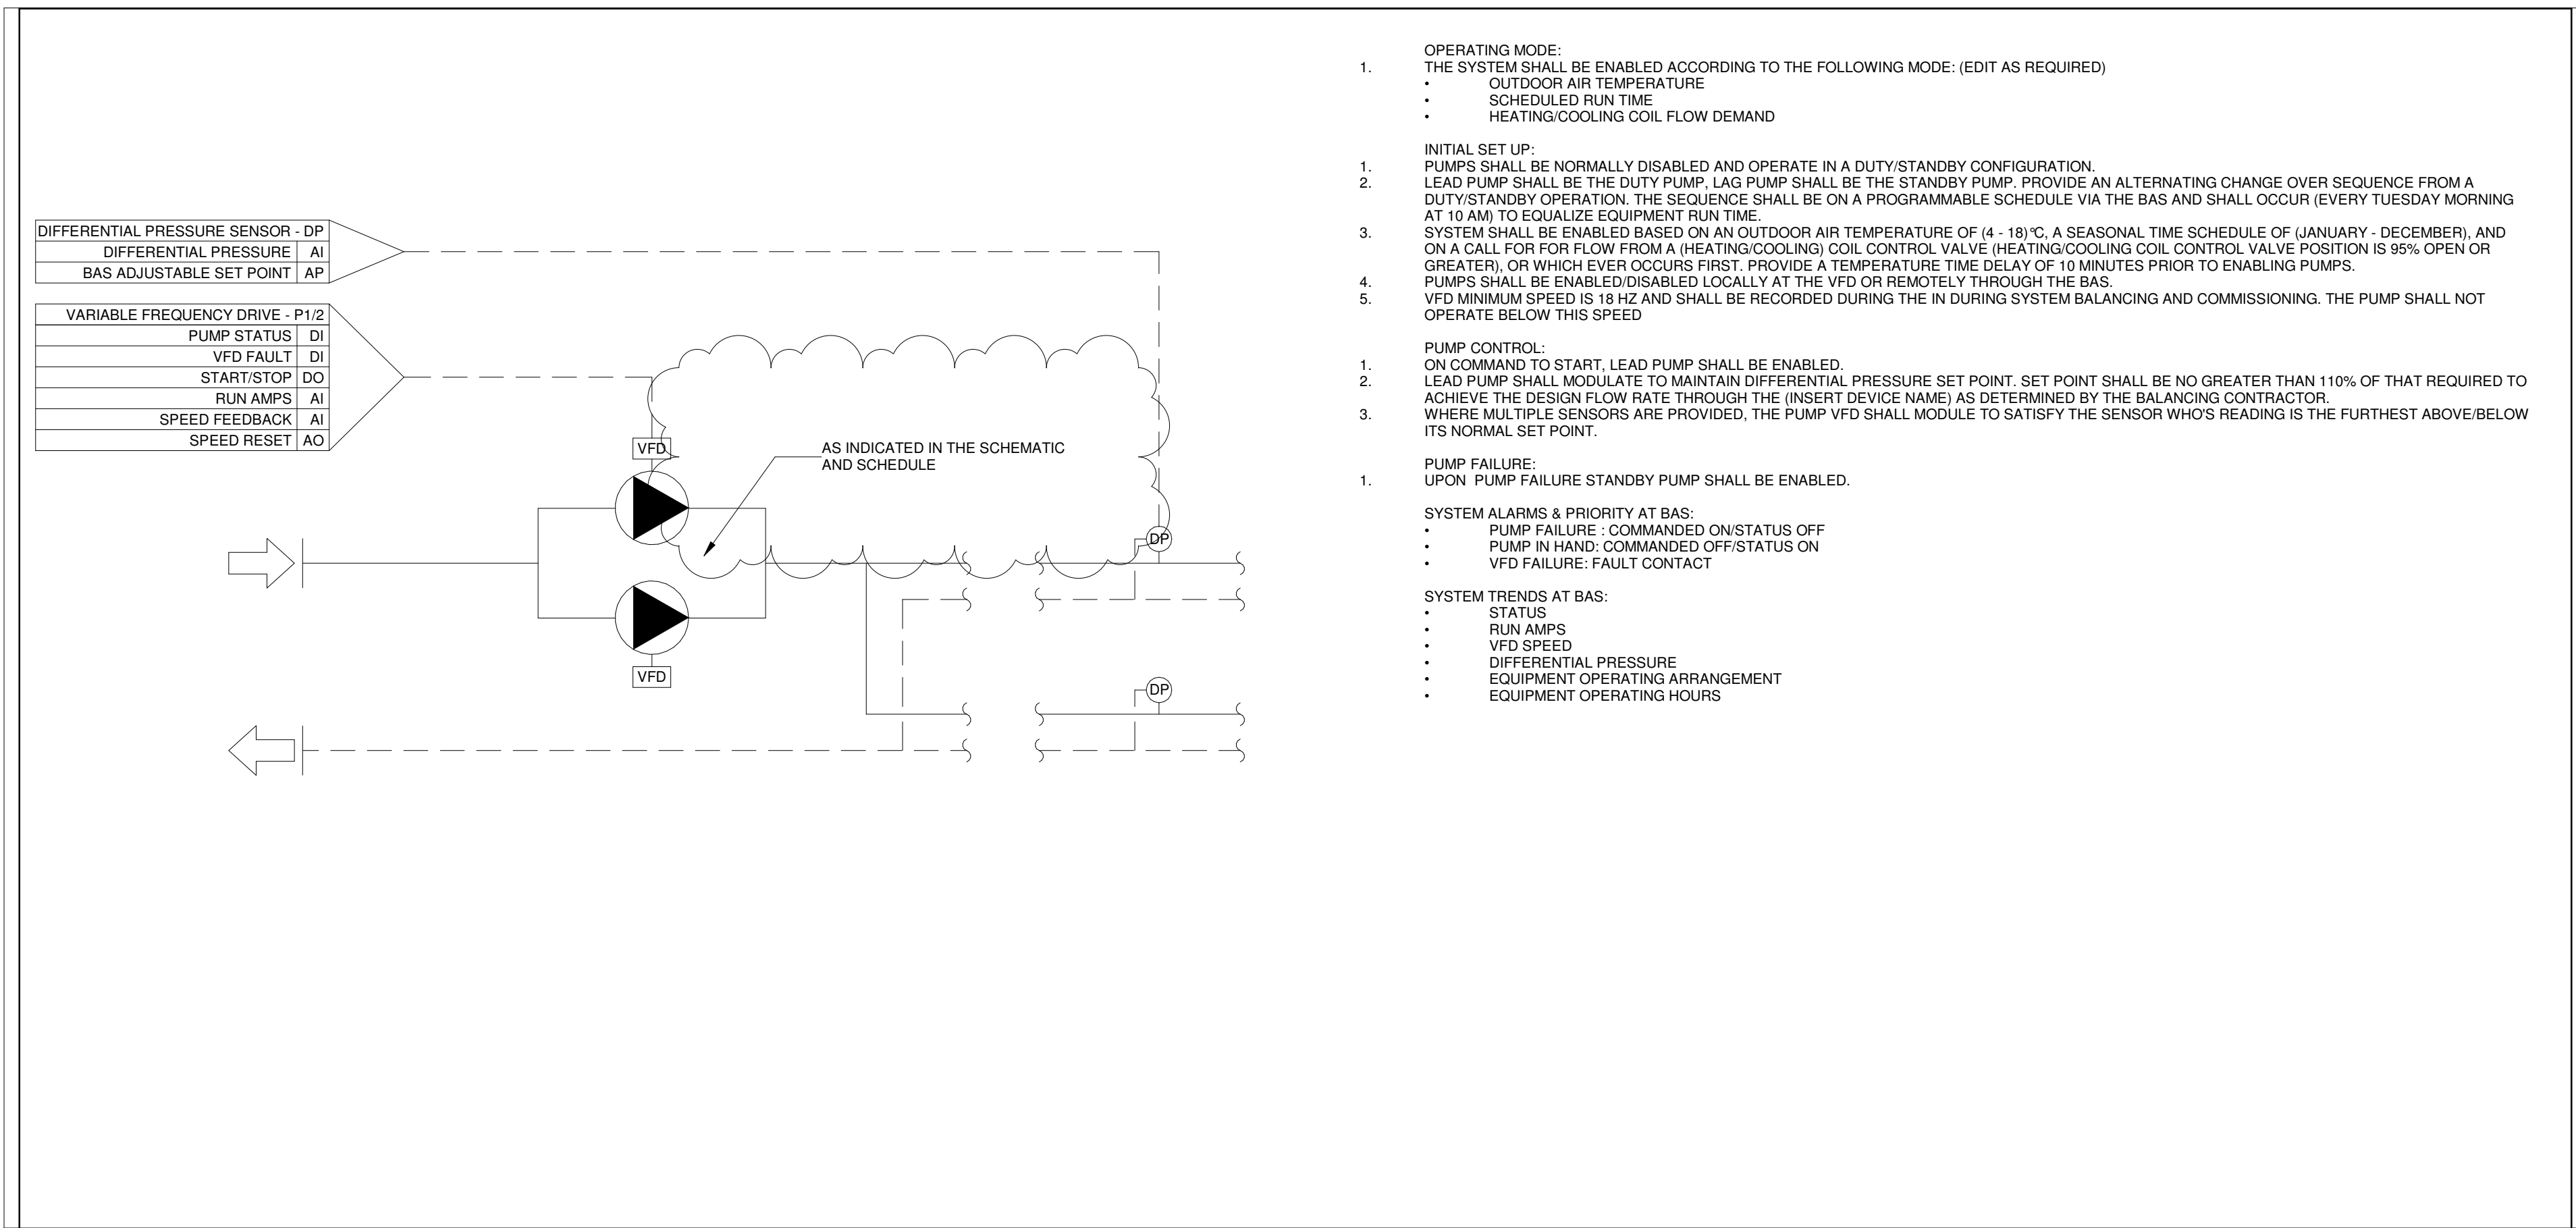 DIFFERENTIAL PRESSURE SENSOR - DP
DIFFERENTIAL PRESSURE AI
BAS ADJUSTABLE SET POINT AP
VARIABLE FREQUENCY DRIVE - P1/2
PUMP STATUS DI
VFD FAULT DI
START/STOP DO
RUN AMPS AI
SPEED FEEDBACK AI
SPEED RESET AO
VFD
AS INDICATED IN THE SCHEMATIC
AND SCHEDULE
DP
VFD
DP
OPERATING MODE:
1. THE SYSTEM SHALL BE ENABLED ACCORDING TO THE FOLLOWING MODE: (EDIT AS REQUIRED)
• OUTDOOR AIR TEMPERATURE
• SCHEDULED RUN TIME
• HEATING/COOLING COIL FLOW DEMAND
INITIAL SET UP:
1. PUMPS SHALL BE NORMALLY DISABLED AND OPERATE IN A DUTY/STANDBY CONFIGURATION.
2. LEAD PUMP SHALL BE THE DUTY PUMP, LAG PUMP SHALL BE THE STANDBY PUMP. PROVIDE AN ALTERNATING CHANGE OVER SEQUENCE FROM A
DUTY/STANDBY OPERATION. THE SEQUENCE SHALL BE ON A PROGRAMMABLE SCHEDULE VIA THE BAS AND SHALL OCCUR (EVERY TUESDAY MORNING
AT 10 AM) TO EQUALIZE EQUIPMENT RUN TIME.
3. SYSTEM SHALL BE ENABLED BASED ON AN OUTDOOR AIR TEMPERATURE OF (4 - 18)°C, A SEASONAL TIME SCHEDULE OF (JANUARY - DECEMBER), AND
ON A CALL FOR FOR FLOW FROM A (HEATING/COOLING) COIL CONTROL VALVE (HEATING/COOLING COIL CONTROL VALVE POSITION IS 95% OPEN OR
GREATER), OR WHICH EVER OCCURS FIRST. PROVIDE A TEMPERATURE TIME DELAY OF 10 MINUTES PRIOR TO ENABLING PUMPS.
4. PUMPS SHALL BE ENABLED/DISABLED LOCALLY AT THE VFD OR REMOTELY THROUGH THE BAS.
5. VFD MINIMUM SPEED IS 18 HZ AND SHALL BE RECORDED DURING THE IN DURING SYSTEM BALANCING AND COMMISSIONING. THE PUMP SHALL NOT
OPERATE BELOW THIS SPEED
PUMP CONTROL:
1. ON COMMAND TO START, LEAD PUMP SHALL BE ENABLED.
2. LEAD PUMP SHALL MODULATE TO MAINTAIN DIFFERENTIAL PRESSURE SET POINT. SET POINT SHALL BE NO GREATER THAN 110% OF THAT REQUIRED TO
ACHIEVE THE DESIGN FLOW RATE THROUGH THE (INSERT DEVICE NAME) AS DETERMINED BY THE BALANCING CONTRACTOR.
3. WHERE MULTIPLE SENSORS ARE PROVIDED, THE PUMP VFD SHALL MODULE TO SATISFY THE SENSOR WHO'S READING IS THE FURTHEST ABOVE/BELOW
ITS NORMAL SET POINT.
PUMP FAILURE:
1. UPON PUMP FAILURE STANDBY PUMP SHALL BE ENABLED.
SYSTEM ALARMS & PRIORITY AT BAS:
• PUMP FAILURE : COMMANDED ON/STATUS OFF
• PUMP IN HAND: COMMANDED OFF/STATUS ON
• VFD FAILURE: FAULT CONTACT
SYSTEM TRENDS AT BAS:
• STATUS
• RUN AMPS
• VFD SPEED
• DIFFERENTIAL PRESSURE
• EQUIPMENT OPERATING ARRANGEMENT
• EQUIPMENT OPERATING HOURS